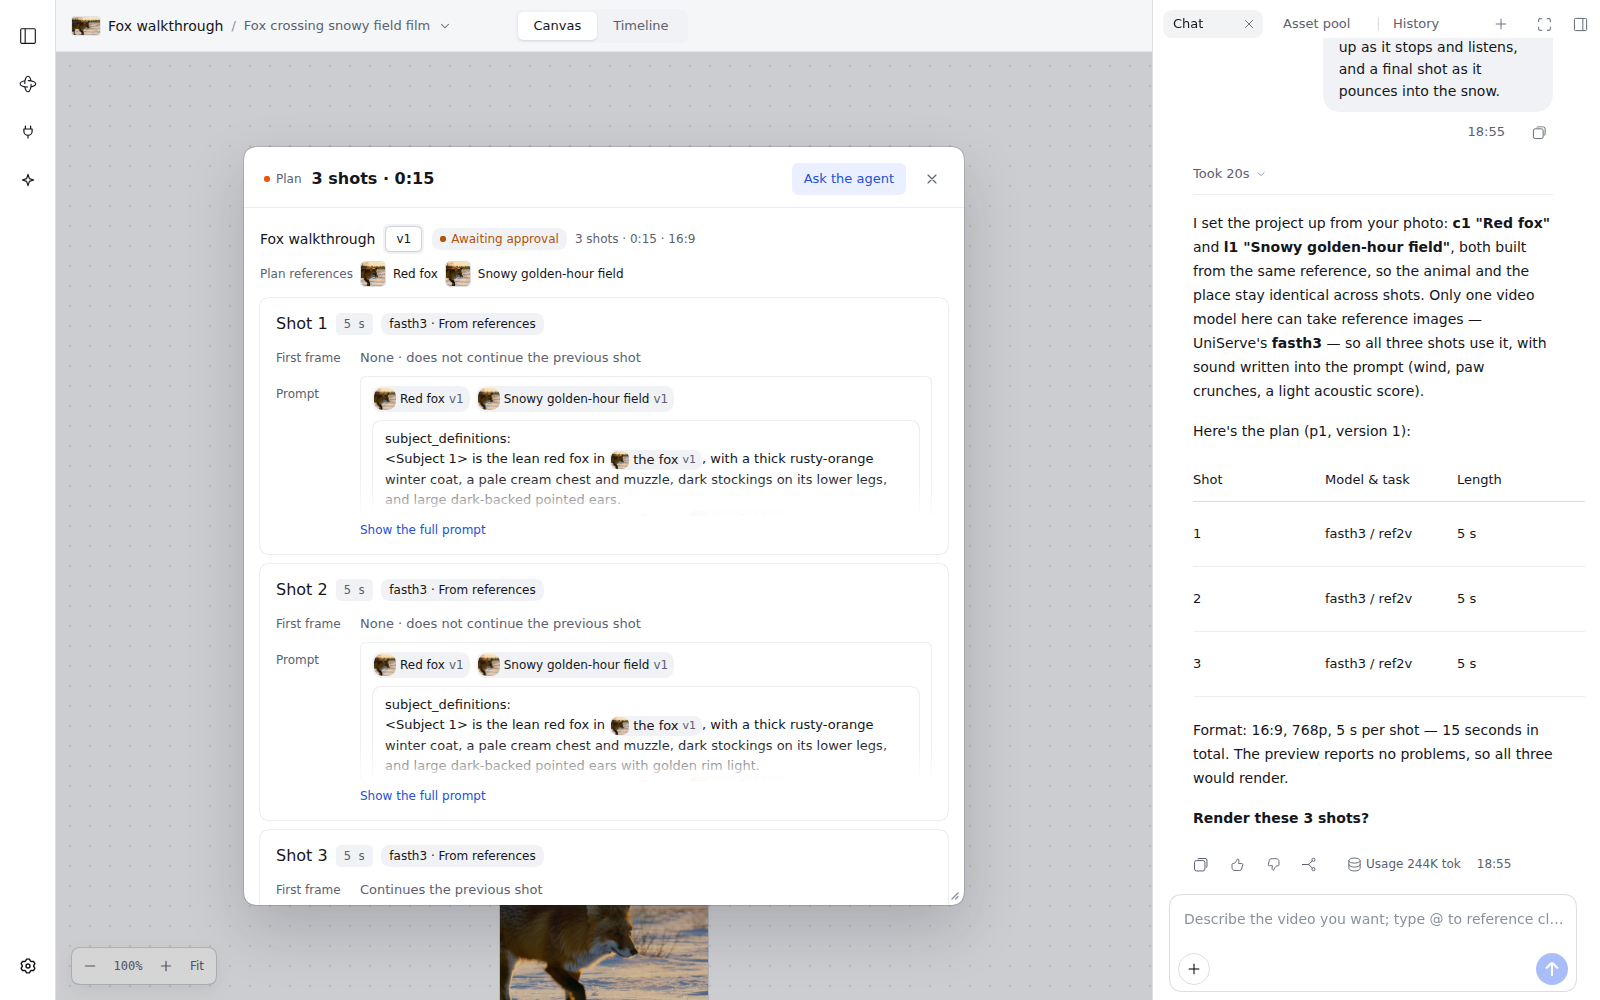 Fox walkthrough / Fox crossing snowy field film
Canvas
Timeline
Chat
Asset pool
History
up as it stops and listens,
and a final shot as it
pounces into the snow.
18:55
Took 20s
I set the project up from your photo: c1 "Red fox"
and l1 "Snowy golden-hour field", both built
from the same reference, so the animal and the
place stay identical across shots. Only one video
model here can take reference images —
UniServe's fasth3 — so all three shots use it, with
sound written into the prompt (wind, paw
crunches, a light acoustic score).
Here's the plan (p1, version 1):
Shot Model & task Length
1 fasth3 / ref2v 5 s
2 fasth3 / ref2v 5 s
3 fasth3 / ref2v 5 s
Format: 16:9, 768p, 5 s per shot — 15 seconds in
total. The preview reports no problems, so all three
would render.
Render these 3 shots?
Usage 244K tok 18:55
Describe the video you want; type @ to reference cl...
Plan 3 shots · 0:15
Ask the agent
Fox walkthrough v1 Awaiting approval 3 shots · 0:15 · 16:9
Plan references Red fox Snowy golden-hour field
Shot 1 5 s fasth3 · From references
First frame None · does not continue the previous shot
Prompt Red fox v1 Snowy golden-hour field v1
subject_definitions:
<Subject 1> is the lean red fox in the fox v1, with a thick rusty-orange
winter coat, a pale cream chest and muzzle, dark stockings on its lower legs,
and large dark-backed pointed ears.
Show the full prompt
Shot 2 5 s fasth3 · From references
First frame None · does not continue the previous shot
Prompt Red fox v1 Snowy golden-hour field v1
subject_definitions:
<Subject 1> is the lean red fox in the fox v1, with a thick rusty-orange
winter coat, a pale cream chest and muzzle, dark stockings on its lower legs,
and large dark-backed pointed ears with golden rim light.
Show the full prompt
Shot 3 5 s fasth3 · From references
First frame Continues the previous shot
100% Fit